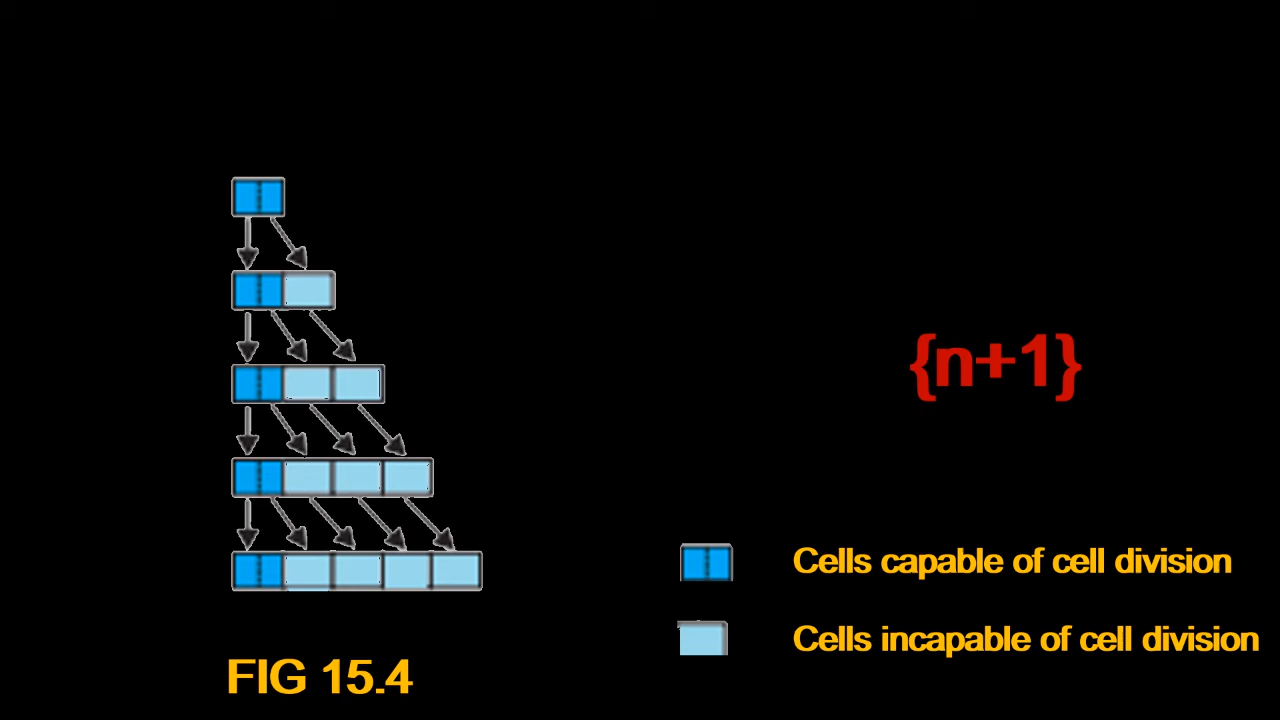 {n+1}
Cells capable of cell division
Cells incapable of cell division
FIG 15.4